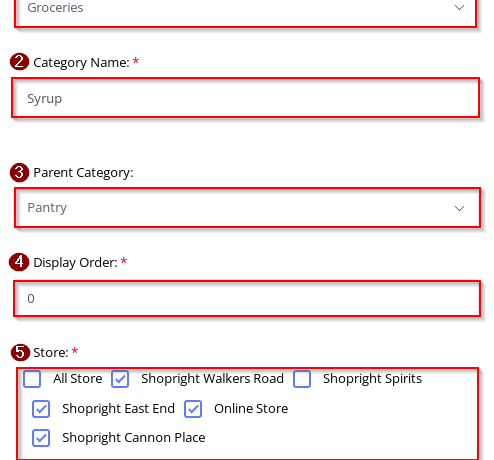 Groceries
2 Category Name: *
Syrup
3 Parent Category:
Pantry
4 Display Order: *
0
5 Store: *
All Store Shopright Walkers Road Shopright Spirits
Shopright East End Online Store
Shopright Cannon Place